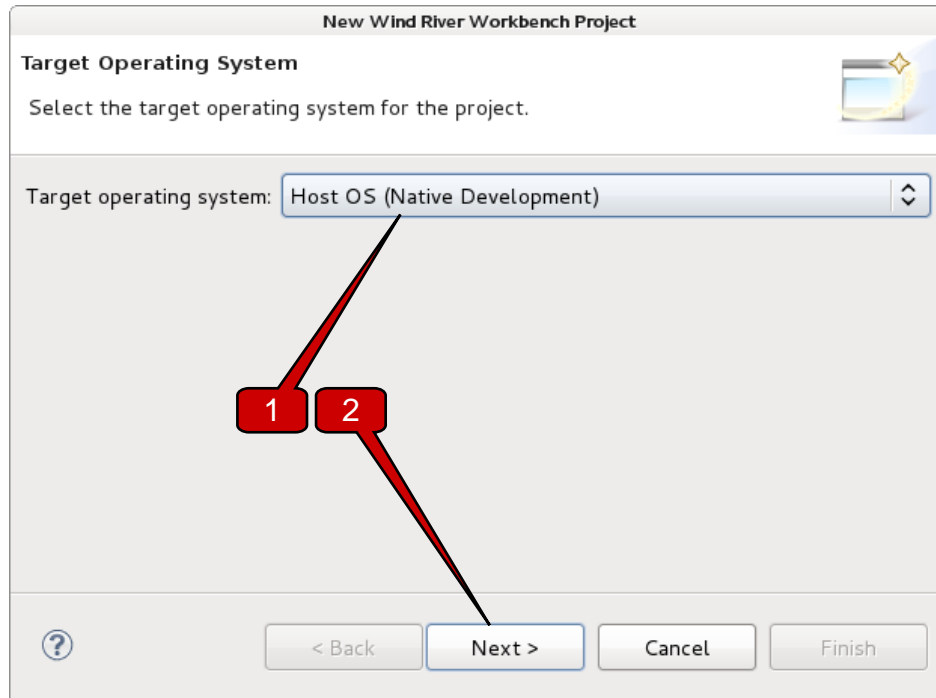 New Wind River Workbench Project
Target Operating System
Select the target operating system for the project.
Target operating system: Host OS (Native Development)
1 2
? < Back Next > Cancel Finish